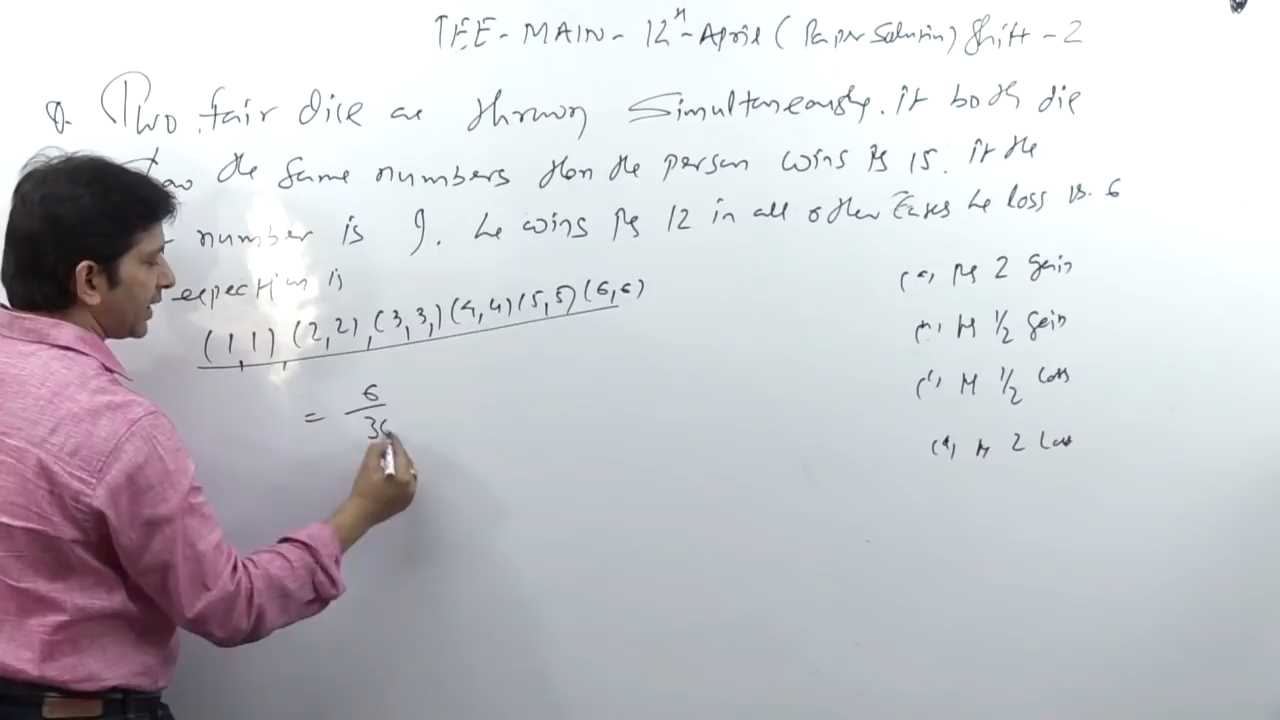 JEE-MAIN-12th-April (Paper Solution) Shift-2
Q. Two fair dice are thrown Simultaneously. if both die
the same numbers then the person wins Rs 15. if the
number is 9. he wins Rs 12 in all other Cases he loss Rs. 6
expection is
(1,1) (2,2), (3,3,) (4,4) (5,5) (6,6)
= 6/36
(a) Rs 2 gain
(b) Rs 1/2 gain
(c) Rs 1/2 loss
(d) Rs 2 loss